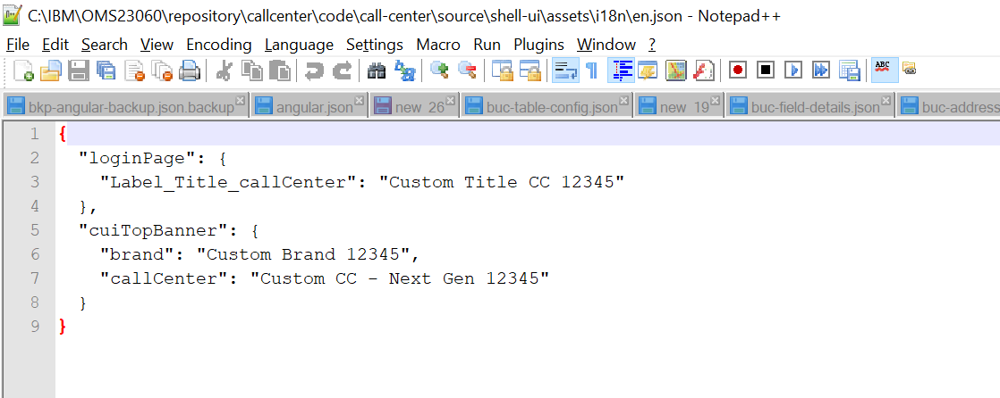 C:\IBM\OMS23060\repository\callcenter\code\call-center\source\shell-ui\assets\i18n\en.json - Notepad++
File Edit Search View Encoding Language Settings Macro Run Plugins Window ?
ABC
bkp-angular-backup.json.backup angular.json new 26 buc-table-config.json new 19 buc-field-details.json buc-address
1 {
2 "loginPage": {
3 "Label_Title_callCenter": "Custom Title CC 12345"
4 },
5 "cuiTopBanner": {
6 "brand": "Custom Brand 12345",
7 "callCenter": "Custom CC - Next Gen 12345"
8 }
9 }